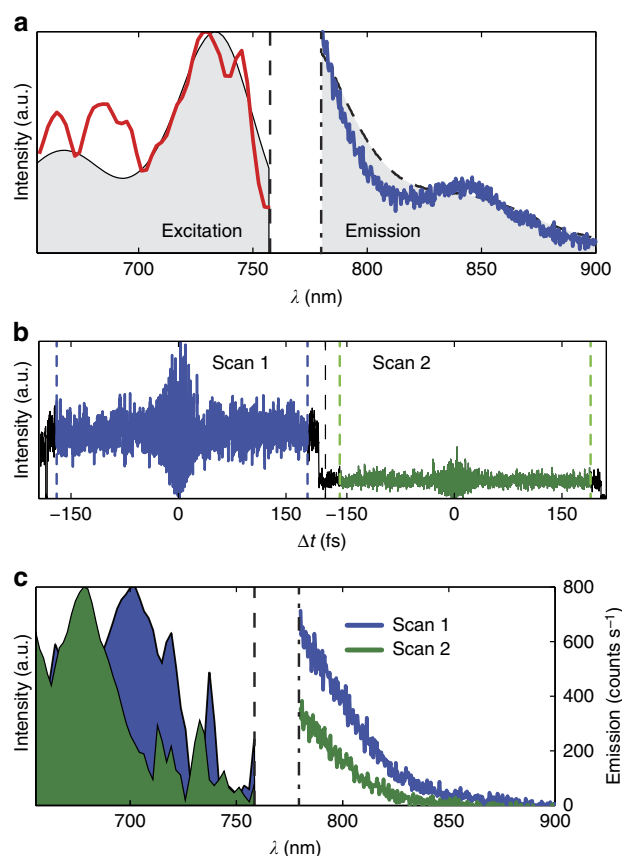 a
Intensity (a.u.)
Excitation
Emission
700
750
800
850
900
λ (nm)
b
Intensity (a.u.)
Scan 1
Scan 2
−150
0
150
−150
0
150
Δt (fs)
c
Intensity (a.u.)
Scan 1
Scan 2
800
600
400
200
0
Emission (counts s⁻¹)
700
750
800
850
900
λ (nm)